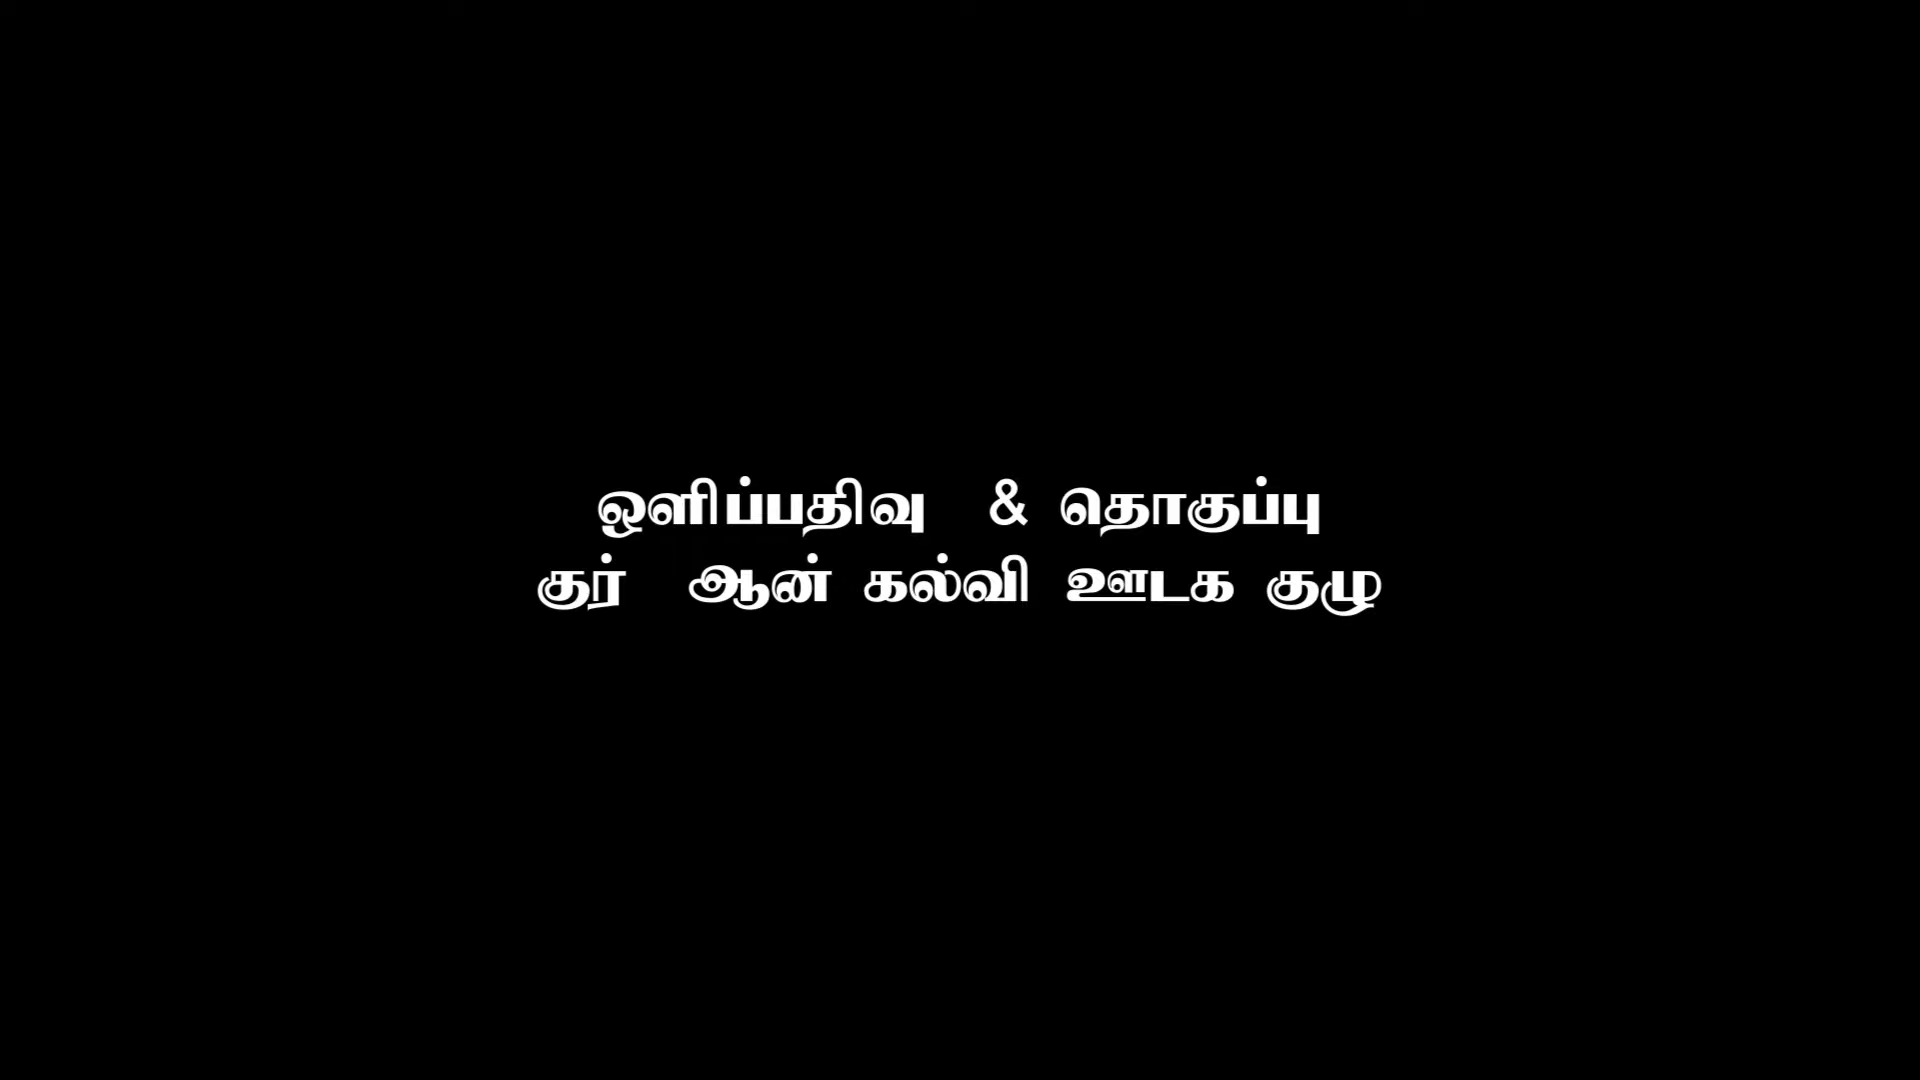 ஒளிப்பதிவு & தொகுப்பு
குர் ஆன் கல்வி ஊடக குழு